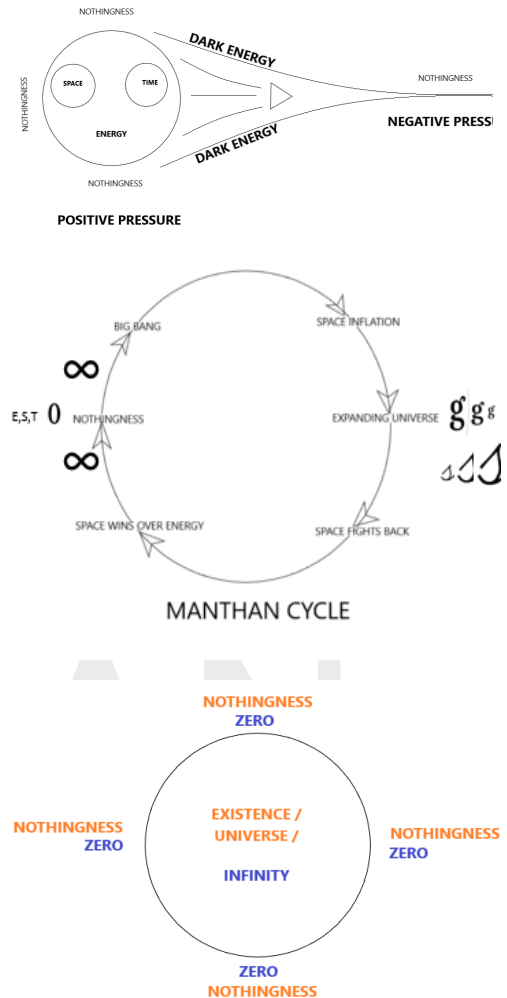 NOTHINGNESS
DARK ENERGY
NOTHINGNESS
SPACE
TIME
NOTHINGNESS
ENERGY
NEGATIVE PRESSU
DARK ENERGY
NOTHINGNESS
POSITIVE PRESSURE
BIG BANG
SPACE INFLATION
∞
E,S,T 0 NOTHINGNESS
EXPANDING UNIVERSE g g g
∞
SPACE WINS OVER ENERGY
SPACE FIGHTS BACK
MANTHAN CYCLE
NOTHINGNESS
ZERO
EXISTENCE /
UNIVERSE /
INFINITY
NOTHINGNESS
ZERO
NOTHINGNESS
ZERO
ZERO
NOTHINGNESS